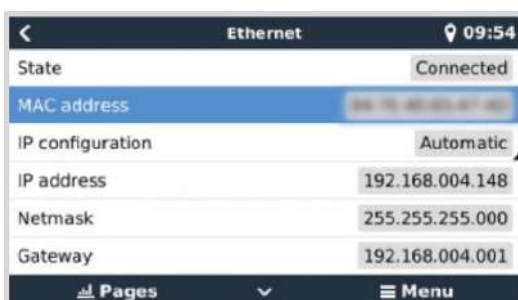 Ethernet 09:54
State Connected
MAC address
IP configuration Automatic
IP address 192.168.004.148
Netmask 255.255.255.000
Gateway 192.168.004.001
Pages Menu